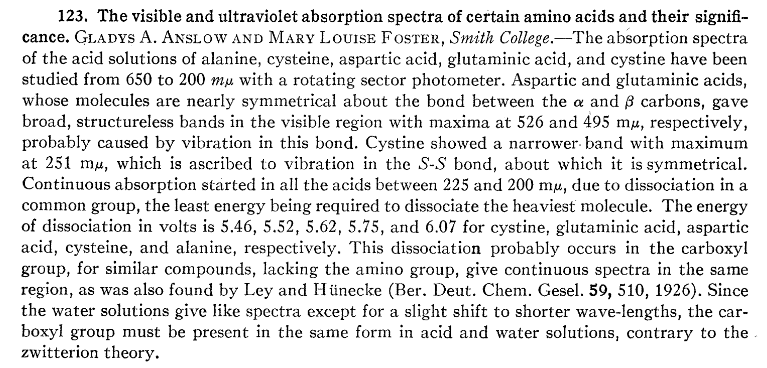 123. The visible and ultraviolet absorption spectra of certain amino acids and their signifi-
cance. GLADYS A. ANSLOW AND MARY LOUISE FOSTER, Smith College.—The absorption spectra
of the acid solutions of alanine, cysteine, aspartic acid, glutaminic acid, and cystine have been
studied from 650 to 200 mμ with a rotating sector photometer. Aspartic and glutaminic acids,
whose molecules are nearly symmetrical about the bond between the α and β carbons, gave
broad, structureless bands in the visible region with maxima at 526 and 495 mμ, respectively,
probably caused by vibration in this bond. Cystine showed a narrower band with maximum
at 251 mμ, which is ascribed to vibration in the S-S bond, about which it is symmetrical.
Continuous absorption started in all the acids between 225 and 200 mμ, due to dissociation in a
common group, the least energy being required to dissociate the heaviest molecule. The energy
of dissociation in volts is 5.46, 5.52, 5.62, 5.75, and 6.07 for cystine, glutaminic acid, aspartic
acid, cysteine, and alanine, respectively. This dissociation probably occurs in the carboxyl
group, for similar compounds, lacking the amino group, give continuous spectra in the same
region, as was also found by Ley and Hünecke (Ber. Deut. Chem. Gesel. 59, 510, 1926). Since
the water solutions give like spectra except for a slight shift to shorter wave-lengths, the car-
boxyl group must be present in the same form in acid and water solutions, contrary to the
zwitterion theory.